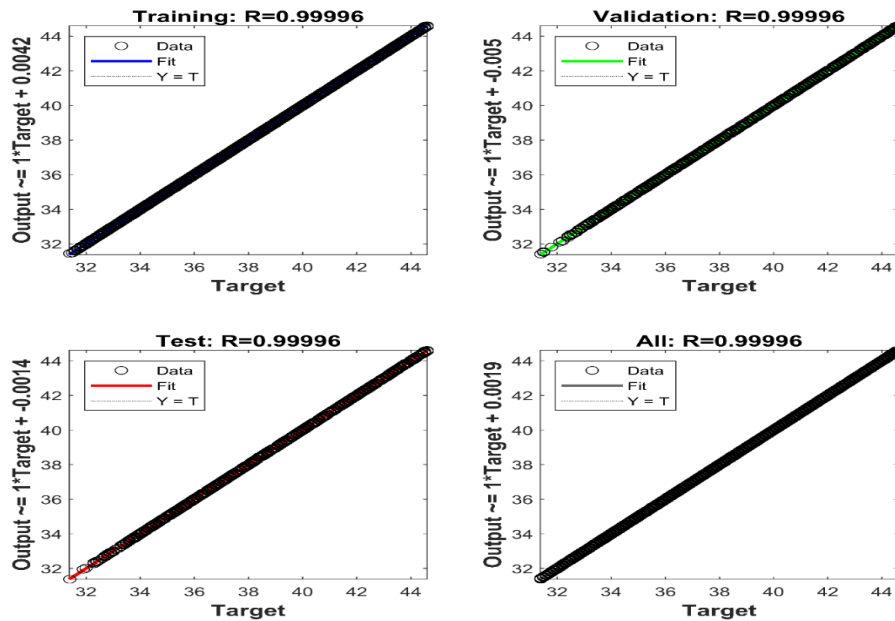 Training: R=0.99996
Output ~= 1*Target + 0.0042
44
42
40
38
36
34
32
Data
Fit
Y = T
32 34 36 38 40 42 44
Target
Validation: R=0.99996
Output ~= 1*Target + -0.005
44
42
40
38
36
34
32
Data
Fit
Y = T
32 34 36 38 40 42 44
Target
Test: R=0.99996
Output ~= 1*Target + -0.0014
44
42
40
38
36
34
32
Data
Fit
Y = T
32 34 36 38 40 42 44
Target
All: R=0.99996
Output ~= 1*Target + 0.0019
44
42
40
38
36
34
32
Data
Fit
Y = T
32 34 36 38 40 42 44
Target